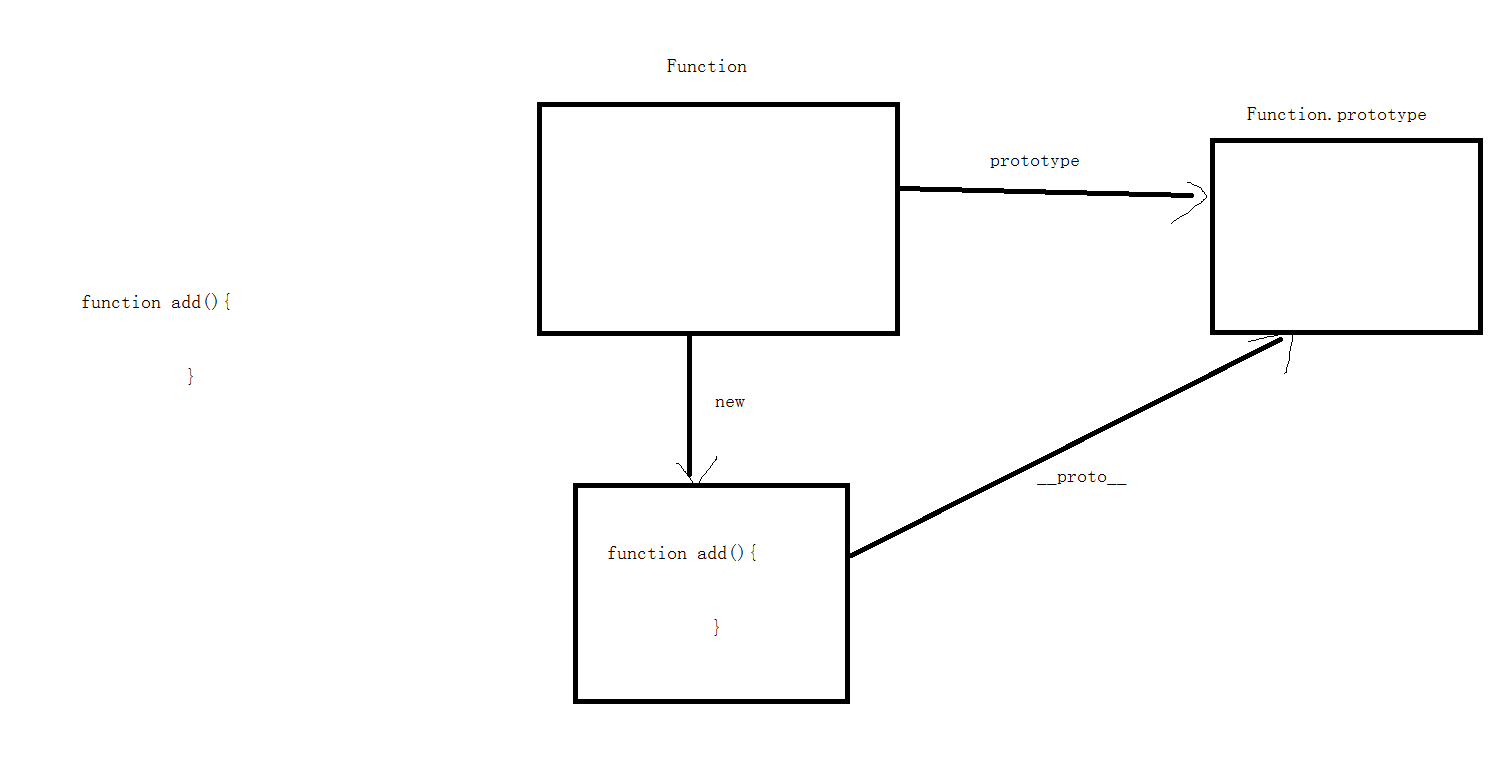 Function
Function.prototype
prototype
function add(){
}
new
__proto__
function add(){
}